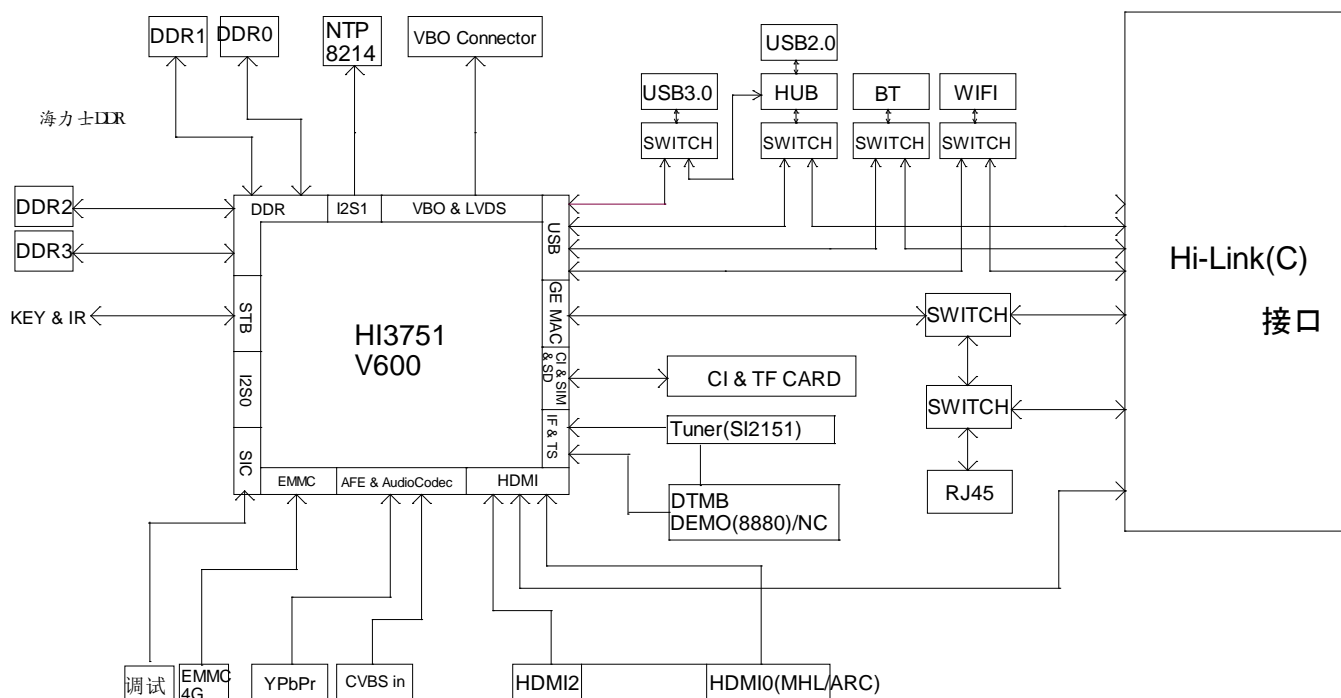 DDR1
DDR0
NTP
8214
VBO Connector
USB2.0
USB3.0
HUB
BT
WIFI
海力士DDR
SWITCH
SWITCH
SWITCH
SWITCH
DDR2
DDR3
KEY & IR
DDR
I2S1
VBO & LVDS
USB
GE MAC
CI & SIM
& SD
IF & TS
STB
I2S0
SIC
EMMC
AFE & AudioCodec
HDMI
HI3751
V600
Hi-Link(C)
接口
SWITCH
CI & TF CARD
SWITCH
Tuner(SI2151)
DTMB
DEMO(8880)/NC
RJ45
调试
EMMC
4G
YPbPr
CVBS in
HDMI2
HDMI0(MHL/ARC)